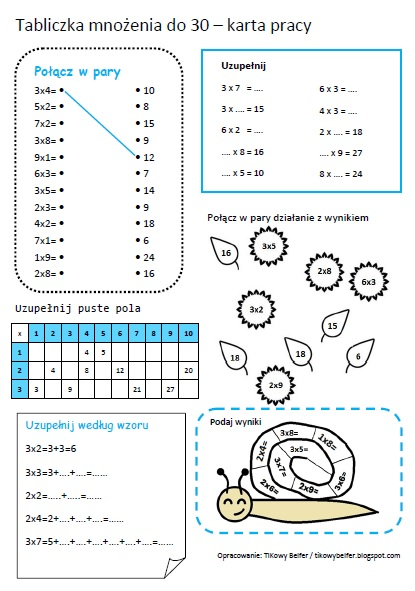 Tabliczka mnożenia do 30 – karta pracy
Połącz w pary
3x4= • • 10
5x2= • • 8
7x2= • • 15
3x8= • • 9
9x1= • • 12
6x3= • • 7
3x5= • • 14
2x3= • • 9
4x2= • • 18
7x1= • • 6
1x9= • • 24
2x8= • • 16
Uzupełnij
3 x 7 = .... 6 x 3 = ....
3 x .... = 15 4 x 3 = ....
6 x 2 = .... 2 x .... = 18
.... x 8 = 16 .... x 9 = 27
.... x 5 = 10 8 x .... = 24
Połącz w pary działanie z wynikiem
16
3x5
2x8
6x3
3x2
15
18
18
6
2x9
Uzupełnij puste pola
x 1 2 3 4 5 6 7 8 9 10
1 4 5
2 4 8 12 20
3 3 9 21 27
Uzupełnij według wzoru
3x2=3+3=6
3x3=3+....+....=......
2x2=.....+.....=......
2x4=2+....+....+....=......
3x7=5+....+....+....+....+....+....=......
Podaj wyniki
2x4=
3x8=
1x8=
3x5=
3x7=
2x6=
2x9=
3x6=
Opracowanie: TIKowy Belfer / tikowybelfer.blogspot.com